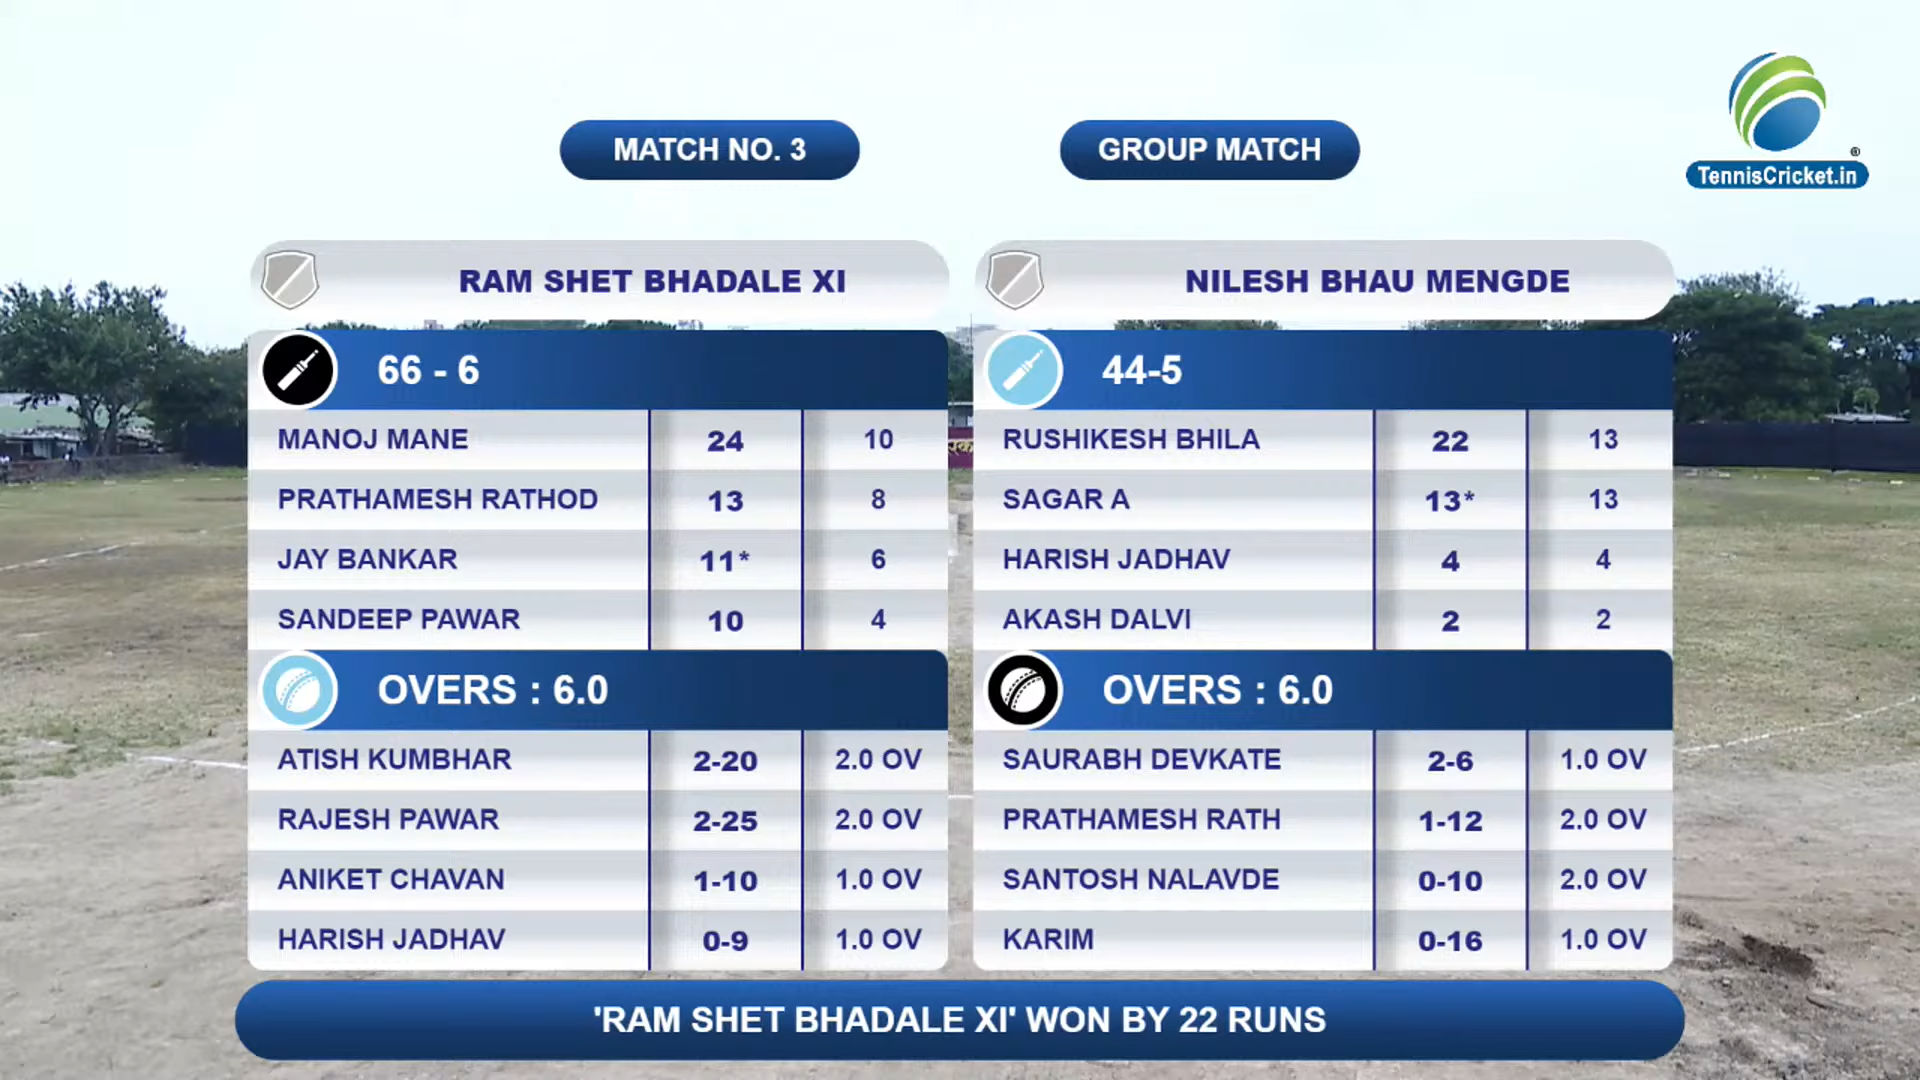 MATCH NO. 3
GROUP MATCH
TennisCricket.in
RAM SHET BHADALE XI
66 - 6
MANOJ MANE 24 10
PRATHAMESH RATHOD 13 8
JAY BANKAR 11* 6
SANDEEP PAWAR 10 4
OVERS : 6.0
ATISH KUMBHAR 2-20 2.0 OV
RAJESH PAWAR 2-25 2.0 OV
ANIKET CHAVAN 1-10 1.0 OV
HARISH JADHAV 0-9 1.0 OV
NILESH BHAU MENGDE
44-5
RUSHIKESH BHILA 22 13
SAGAR A 13* 13
HARISH JADHAV 4 4
AKASH DALVI 2 2
OVERS : 6.0
SAURABH DEVKATE 2-6 1.0 OV
PRATHAMESH RATH 1-12 2.0 OV
SANTOSH NALAVDE 0-10 2.0 OV
KARIM 0-16 1.0 OV
'RAM SHET BHADALE XI' WON BY 22 RUNS